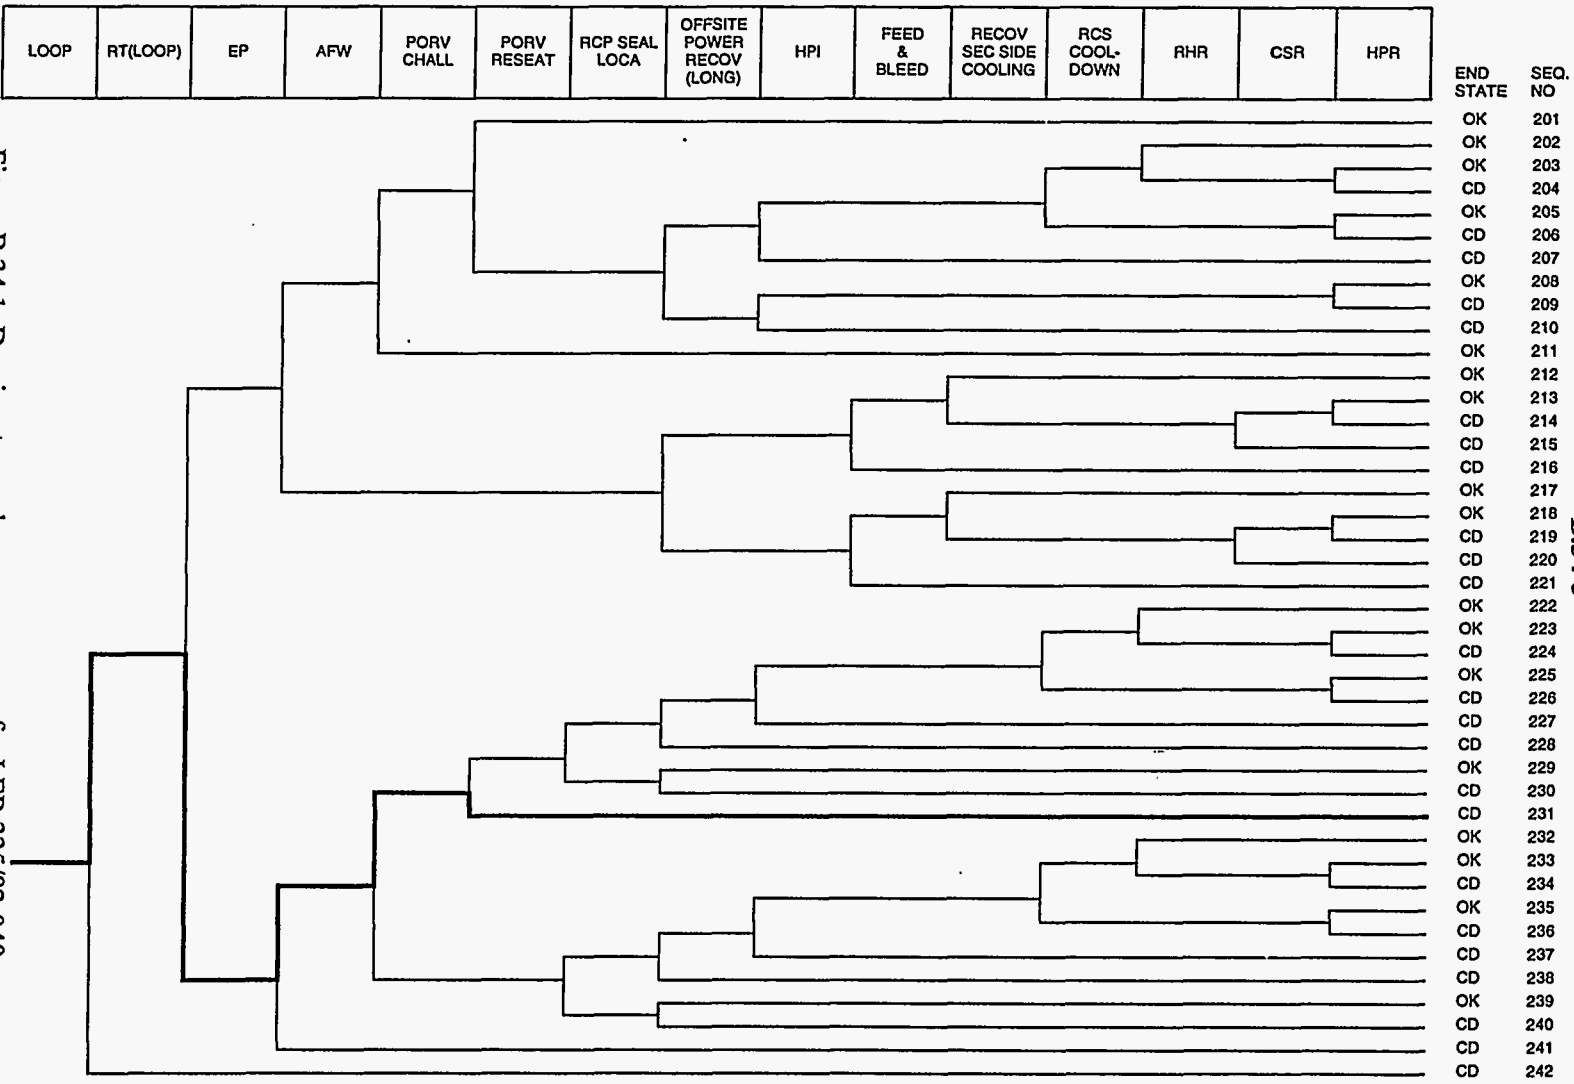 LOOP
RT(LOOP)
EP
AFW
PORV
CHALL
PORV
RESEAT
RCP SEAL
LOCA
OFFSITE
POWER
RECOV
(LONG)
HPI
FEED
&
BLEED
RECOV
SEC SIDE
COOLING
RCS
COOL-
DOWN
RHR
CSR
HPR
END
STATE
SEQ.
NO
OK 201
OK 202
OK 203
CD 204
OK 205
CD 206
CD 207
OK 208
CD 209
CD 210
OK 211
OK 212
OK 213
CD 214
CD 215
CD 216
OK 217
OK 218
CD 219
CD 220
CD 221
OK 222
OK 223
CD 224
OK 225
CD 226
CD 227
CD 228
OK 229
CD 230
CD 231
OK 232
OK 233
CD 234
OK 235
CD 236
CD 237
CD 238
OK 239
CD 240
CD 241
CD 242